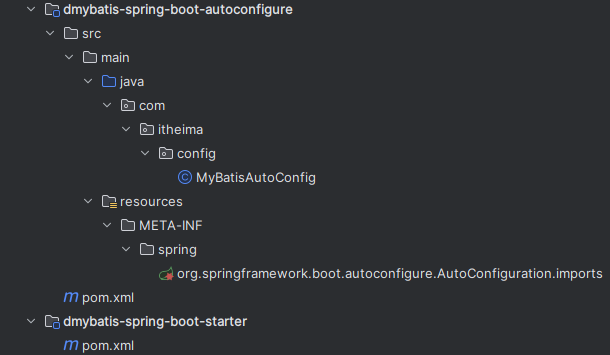 dmybatis-spring-boot-autoconfigure
src
main
java
com
itheima
config
MyBatisAutoConfig
resources
META-INF
spring
org.springframework.boot.autoconfigure.AutoConfiguration.imports
pom.xml
dmybatis-spring-boot-starter
pom.xml